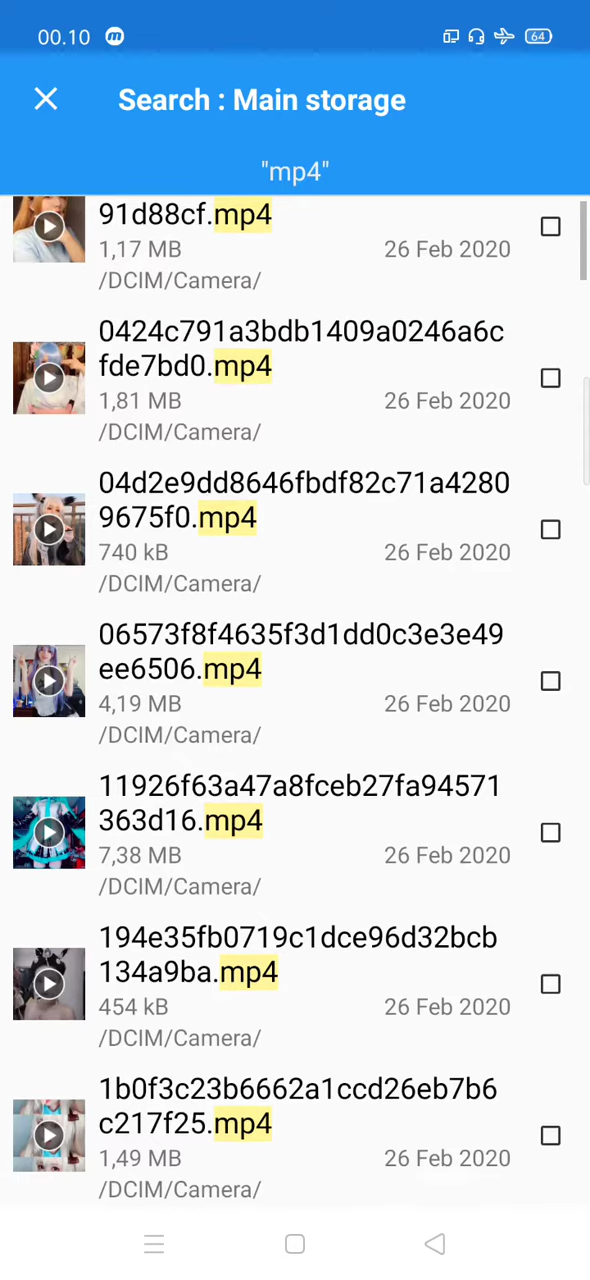 00.10
64
Search : Main storage
"mp4"
91d88cf.mp4
1,17 MB
26 Feb 2020
/DCIM/Camera/
0424c791a3bdb1409a0246a6c
fde7bd0.mp4
1,81 MB
26 Feb 2020
/DCIM/Camera/
04d2e9dd8646fbdf82c71a4280
9675f0.mp4
740 kB
26 Feb 2020
/DCIM/Camera/
06573f8f4635f3d1dd0c3e3e49
ee6506.mp4
4,19 MB
26 Feb 2020
/DCIM/Camera/
11926f63a47a8fceb27fa94571
363d16.mp4
7,38 MB
26 Feb 2020
/DCIM/Camera/
194e35fb0719c1dce96d32bcb
134a9ba.mp4
454 kB
26 Feb 2020
/DCIM/Camera/
1b0f3c23b6662a1ccd26eb7b6
c217f25.mp4
1,49 MB
26 Feb 2020
/DCIM/Camera/